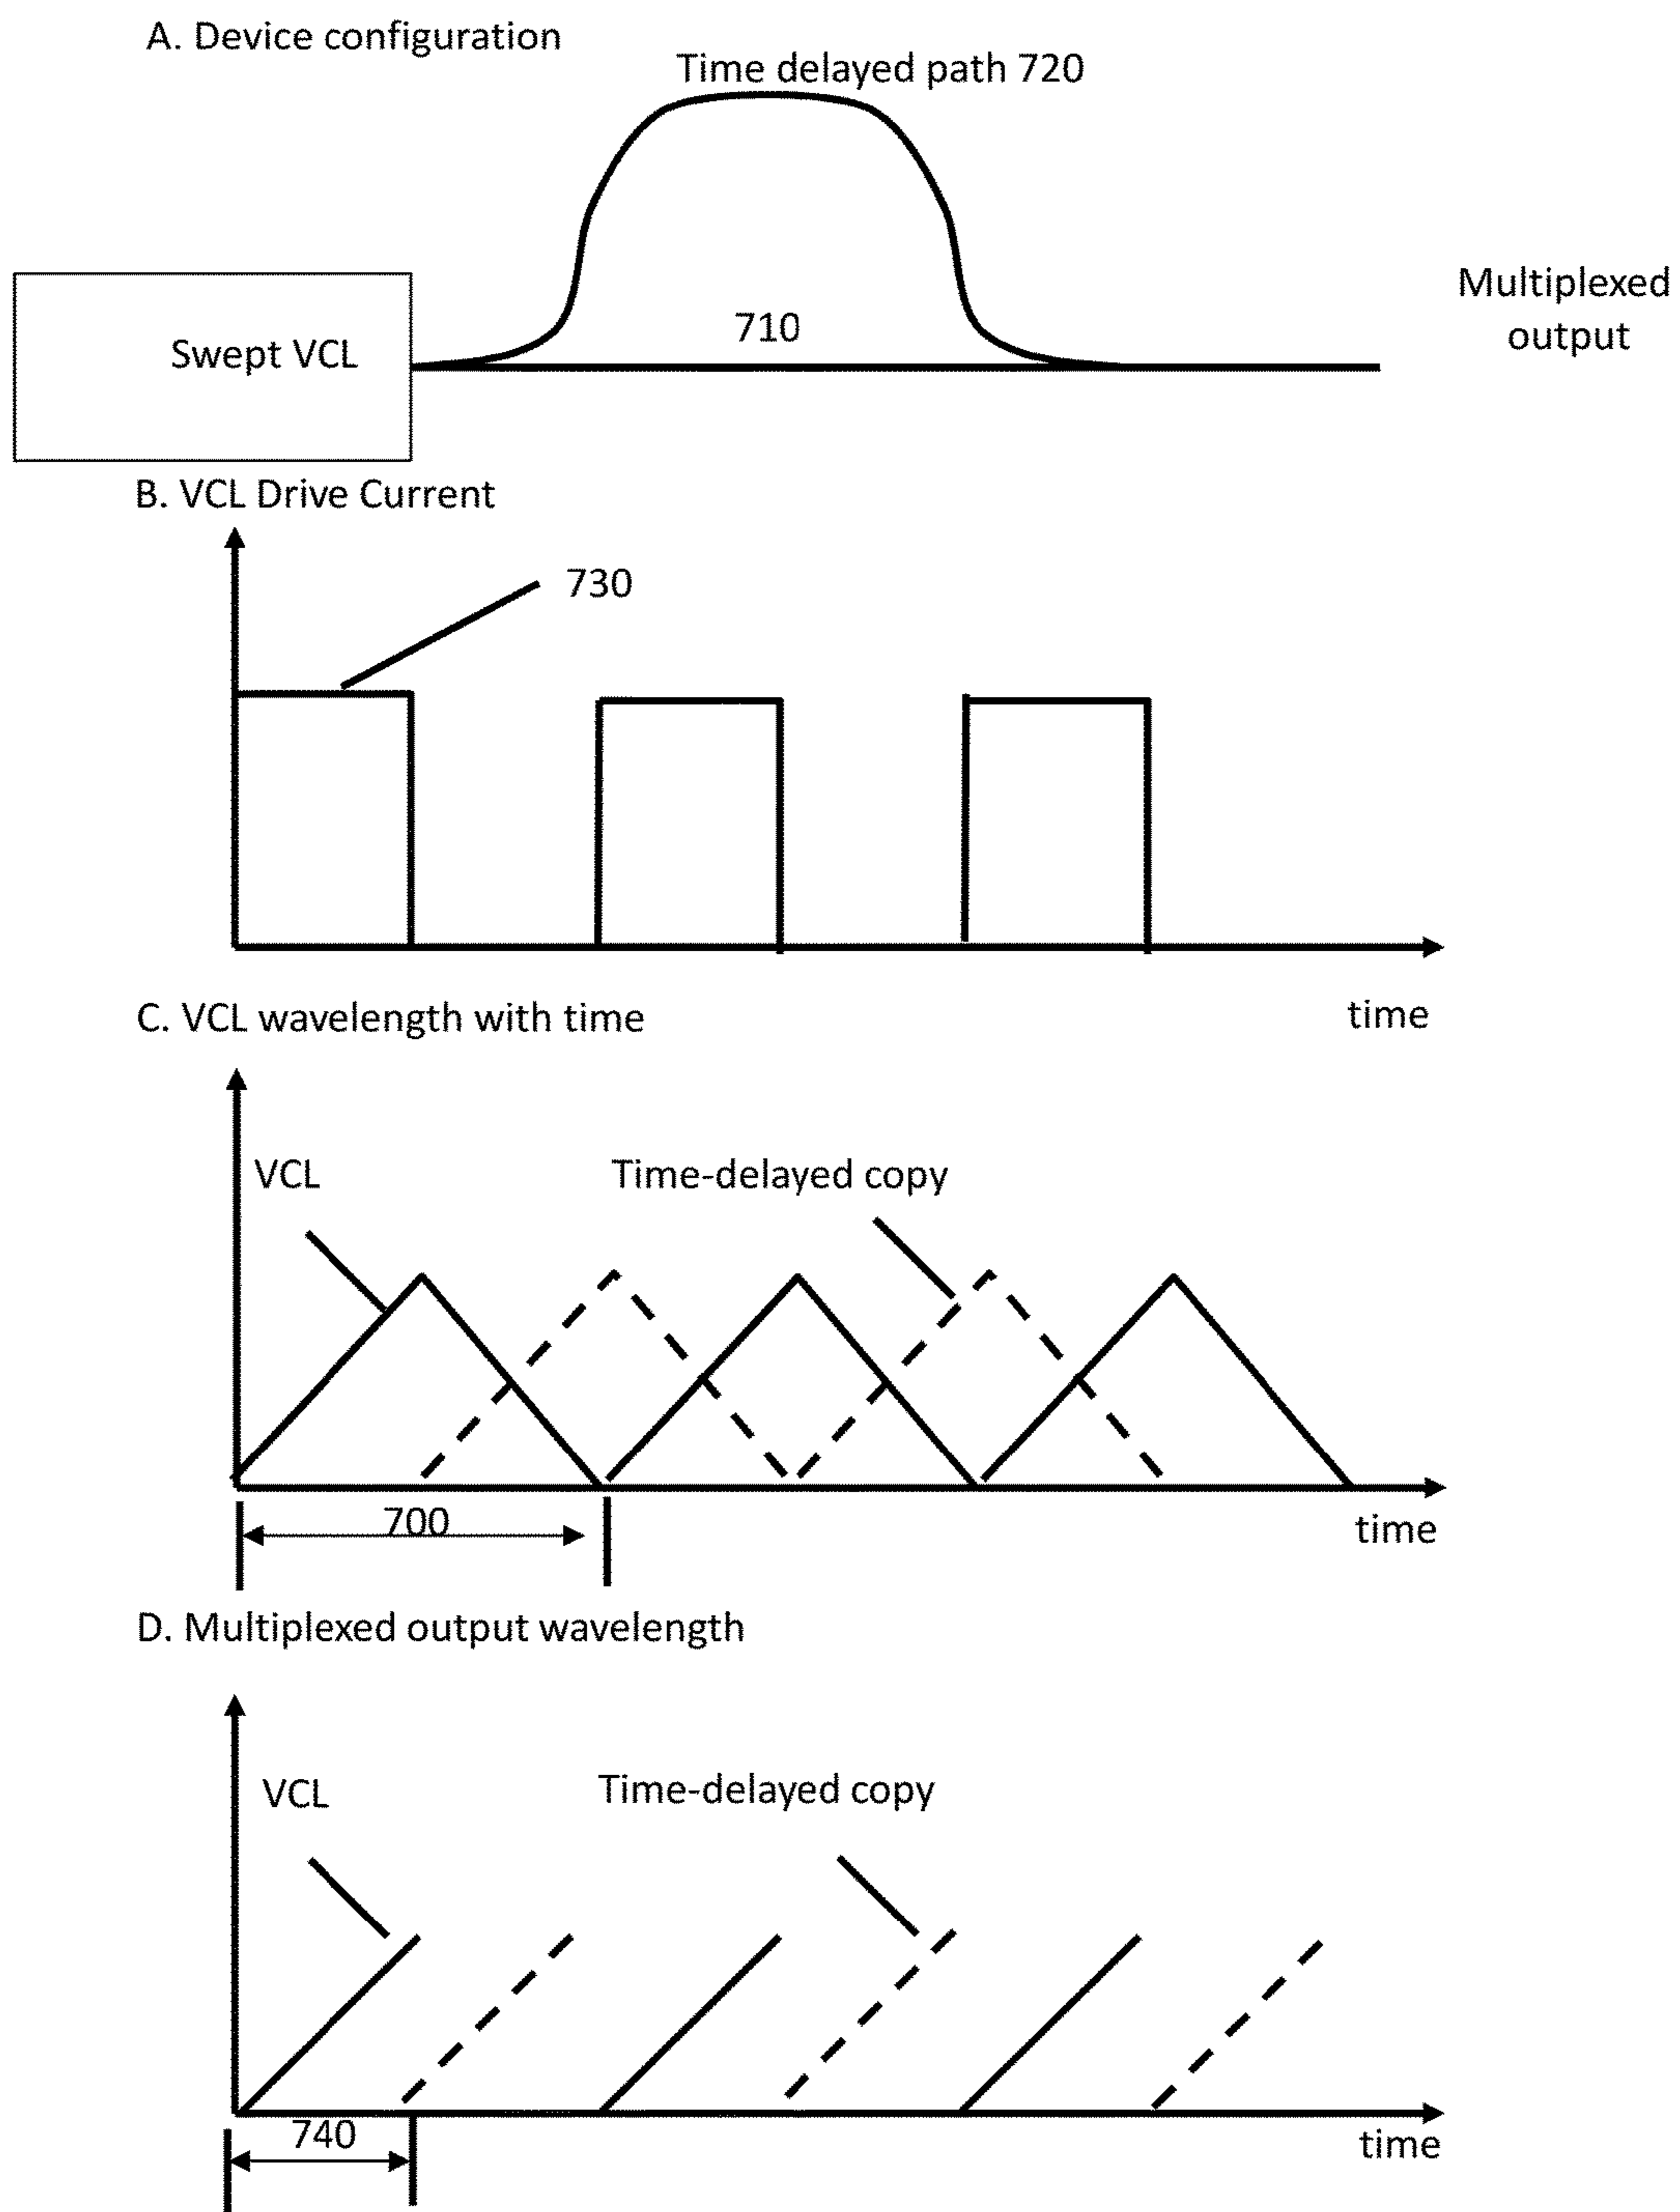 A. Device configuration
Time delayed path 720
710
Swept VCL
Multiplexed
output
B. VCL Drive Current
730
time
C. VCL wavelength with time
VCL
Time-delayed copy
700
time
D. Multiplexed output wavelength
VCL
Time-delayed copy
740
time